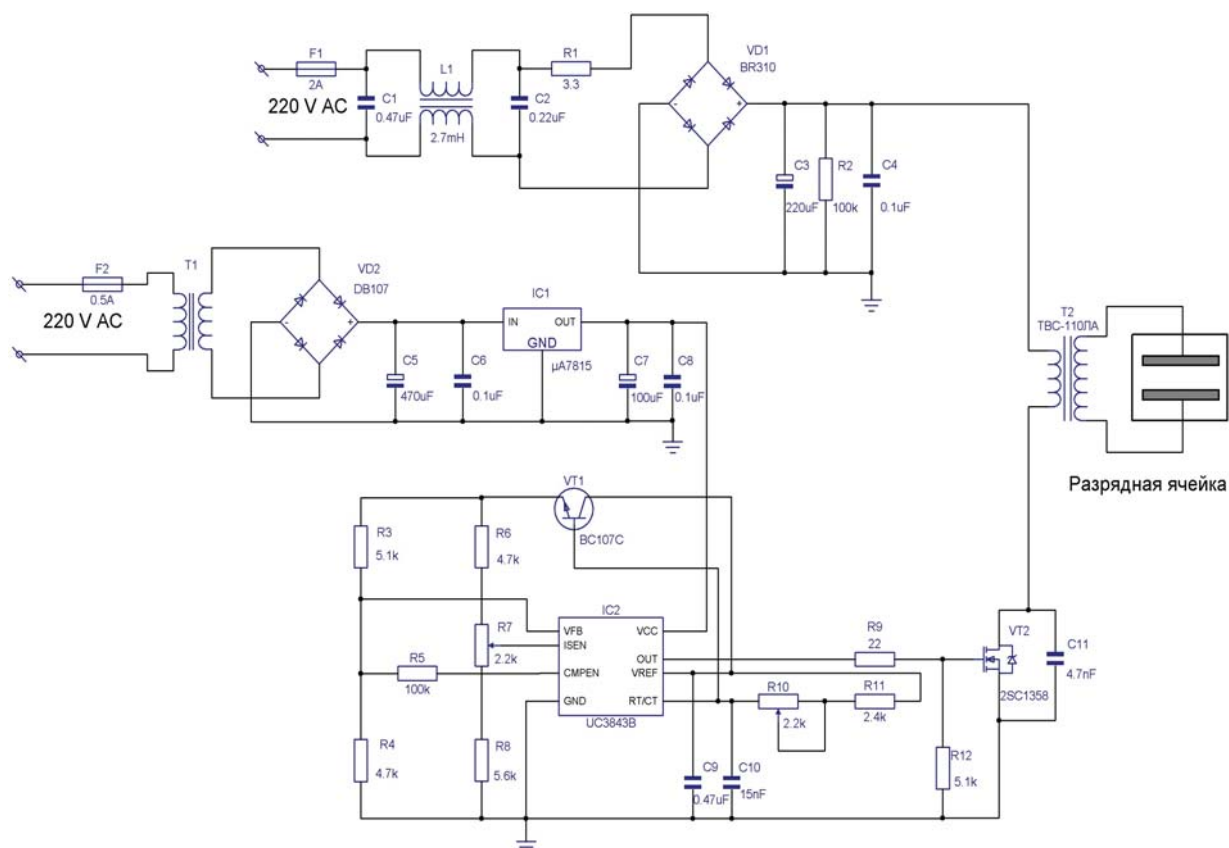 F1
2A
220 V AC
C1
0.47uF
L1
2.7mH
C2
0.22uF
R1
3.3
VD1
BR310
-
+
C3
220uF
R2
100k
C4
0.1uF
F2
0.5A
220 V AC
T1
VD2
DB107
-
+
C5
470uF
C6
0.1uF
IC1
IN
OUT
GND
µA7815
C7
100uF
C8
0.1uF
T2
ТВС-110ЛА
Разрядная ячейка
VT1
BC107C
R3
5.1k
R6
4.7k
R7
2.2k
R5
100k
R4
4.7k
R8
5.6k
IC2
VFB
ISEN
CMPEN
GND
VCC
OUT
VREF
RT/CT
UC3843B
R9
22
R10
2.2k
R11
2.4k
C9
0.47uF
C10
15nF
R12
5.1k
VT2
2SC1358
C11
4.7nF